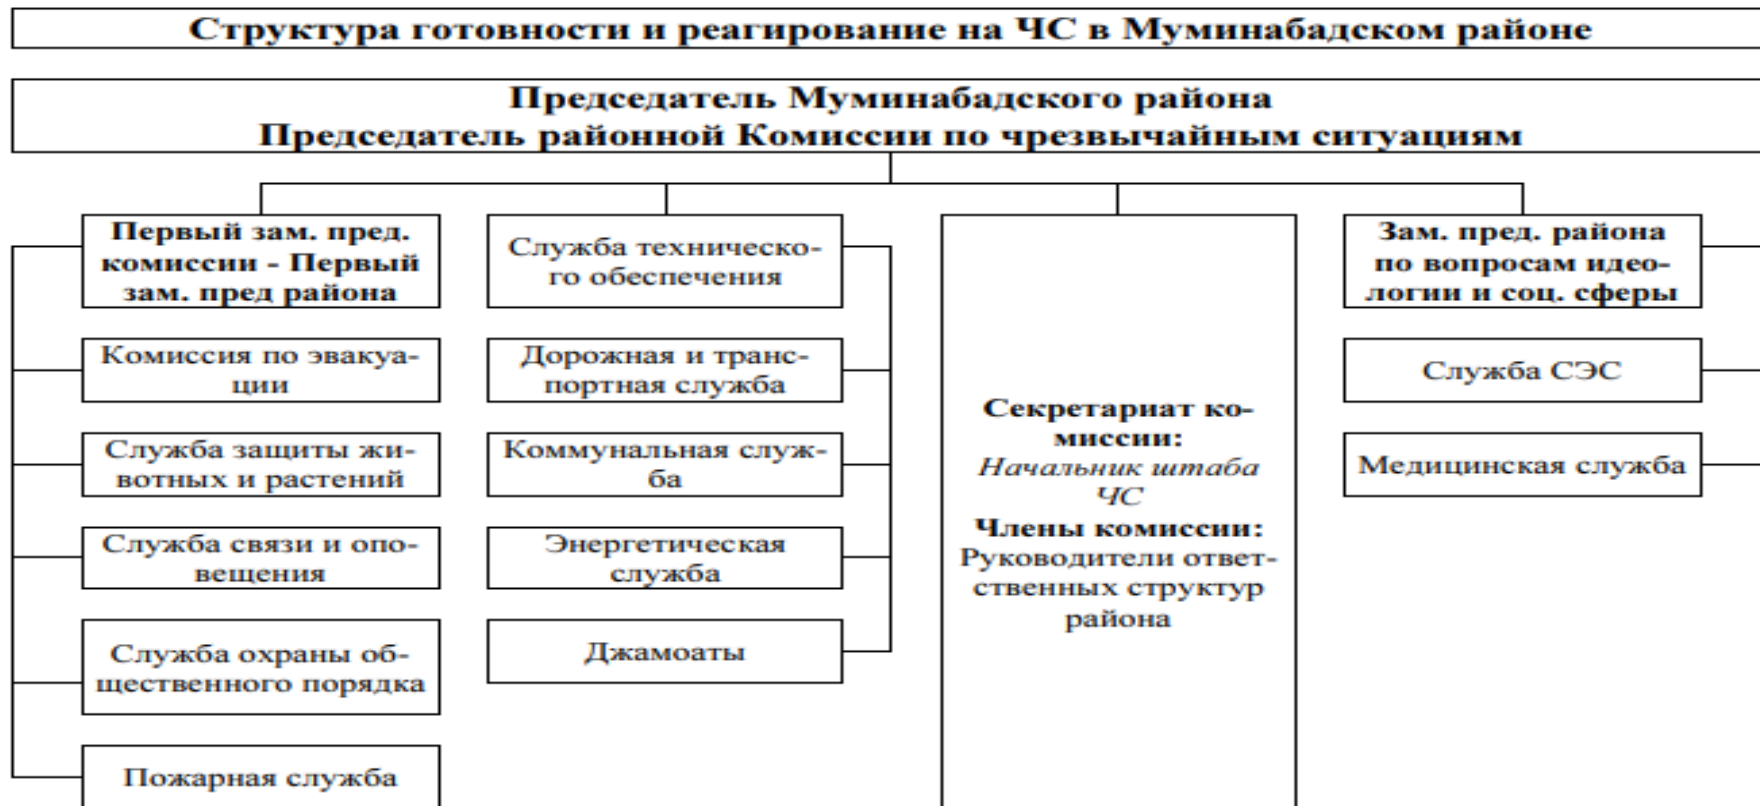 Структура готовности и реагирование на ЧС в Муминабадском районе
Председатель Муминабадского района
Председатель районной Комиссии по чрезвычайным ситуациям
Первый зам. пред.
комиссии - Первый
зам. пред района
Комиссия по эвакуа-
ции
Служба защиты жи-
вотных и растений
Служба связи и опо-
вещения
Служба охраны об-
щественного порядка
Пожарная служба
Служба техническо-
го обеспечения
Дорожная и транс-
портная служба
Коммунальная служ-
ба
Энергетическая
служба
Джамоаты
Секретариат ко-
миссии:
Начальник штаба
ЧС
Члены комиссии:
Руководители ответ-
ственных структур
района
Зам. пред. района
по вопросам идео-
логии и соц. сферы
Служба СЭС
Медицинская служба